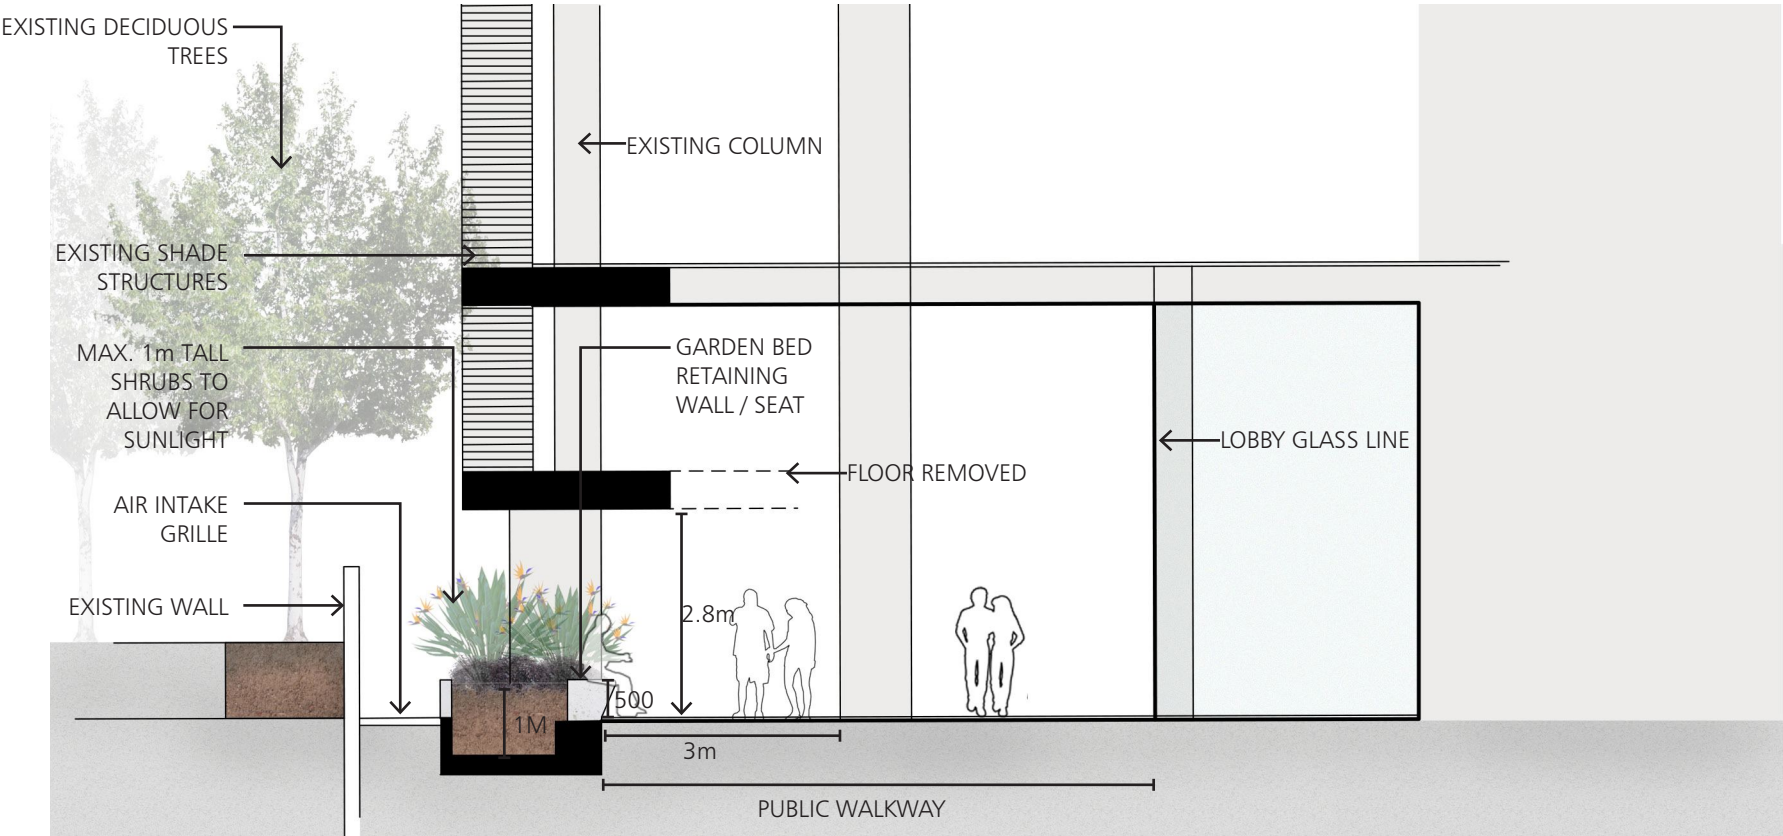 EXISTING DECIDUOUS
TREES
EXISTING COLUMN
EXISTING SHADE
STRUCTURES
MAX. 1m TALL
SHRUBS TO
ALLOW FOR
SUNLIGHT
GARDEN BED
RETAINING
WALL / SEAT
LOBBY GLASS LINE
FLOOR REMOVED
AIR INTAKE
GRILLE
EXISTING WALL
2.8m
500
1M
3m
PUBLIC WALKWAY